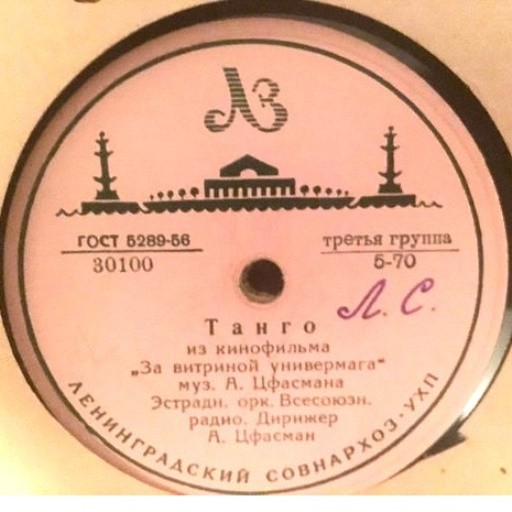 ЛЗ
ГОСТ 5289-56
30100
третья группа
5-70
Л. С.
Танго
из кинофильма
„За витриной универмага“
муз. А. Цфасмана
Эстрадн. орк. Всесоюзн.
радио. Дирижер
А. Цфасман
ЛЕНИНГРАДСКИЙ СОВНАРХОЗ·УХП